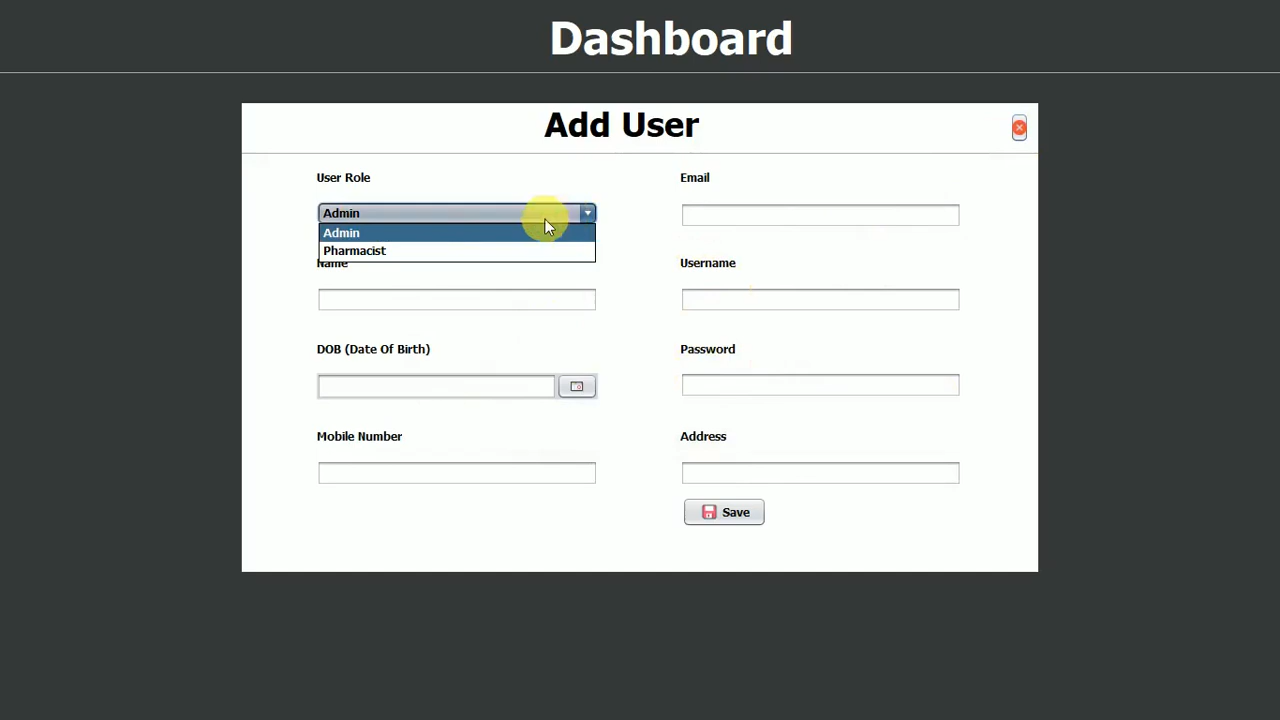 Dashboard
Add User
User Role
Admin
Admin
Pharmacist
Name
DOB (Date Of Birth)
Mobile Number
Email
Username
Password
Address
Save